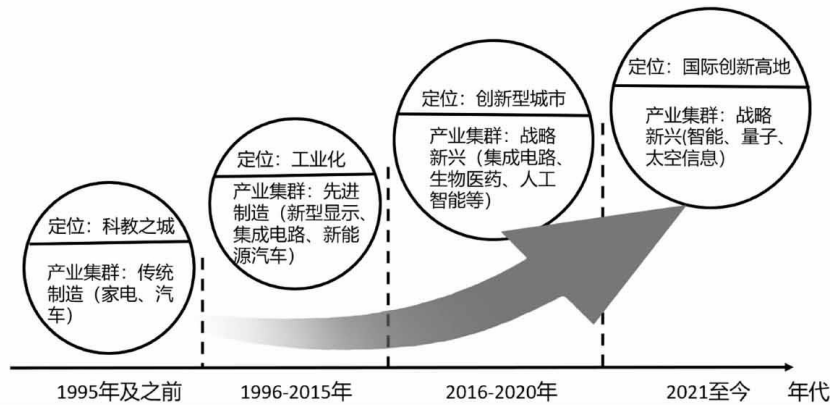 定位：科教之城
产业集群：传统
制造（家电、汽
车）
定位：工业化
产业集群：先进
制造（新型显示、
集成电路、新能
源汽车）
定位：创新型城市
产业集群：战略
新兴（集成电路、
生物医药、人工
智能等）
定位：国际创新高地
产业集群：战略
新兴(智能、量子、
太空信息）
1995年及之前
1996-2015年
2016-2020年
2021至今
年代